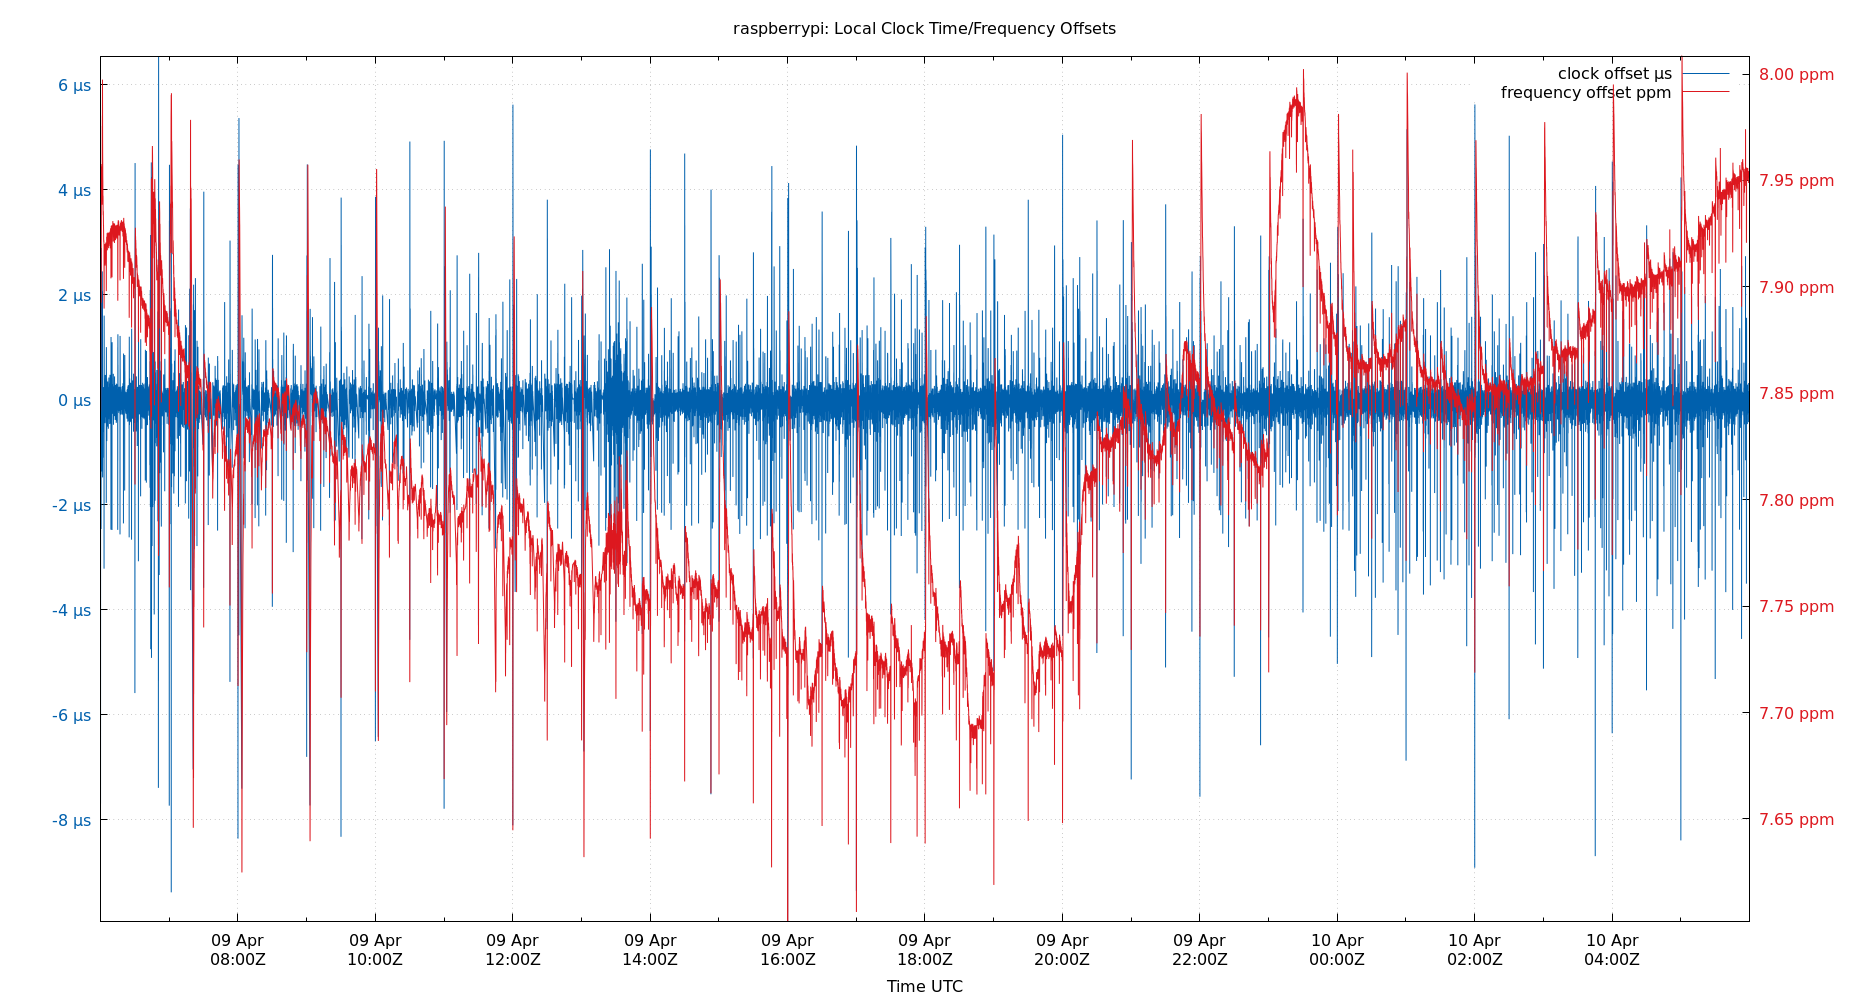 raspberrypi: Local Clock Time/Frequency Offsets
clock offset µs
frequency offset ppm
6 µs
4 µs
2 µs
0 µs
-2 µs
-4 µs
-6 µs
-8 µs
8.00 ppm
7.95 ppm
7.90 ppm
7.85 ppm
7.80 ppm
7.75 ppm
7.70 ppm
7.65 ppm
09 Apr
08:00Z
09 Apr
10:00Z
09 Apr
12:00Z
09 Apr
14:00Z
09 Apr
16:00Z
09 Apr
18:00Z
09 Apr
20:00Z
09 Apr
22:00Z
10 Apr
00:00Z
10 Apr
02:00Z
10 Apr
04:00Z
Time UTC